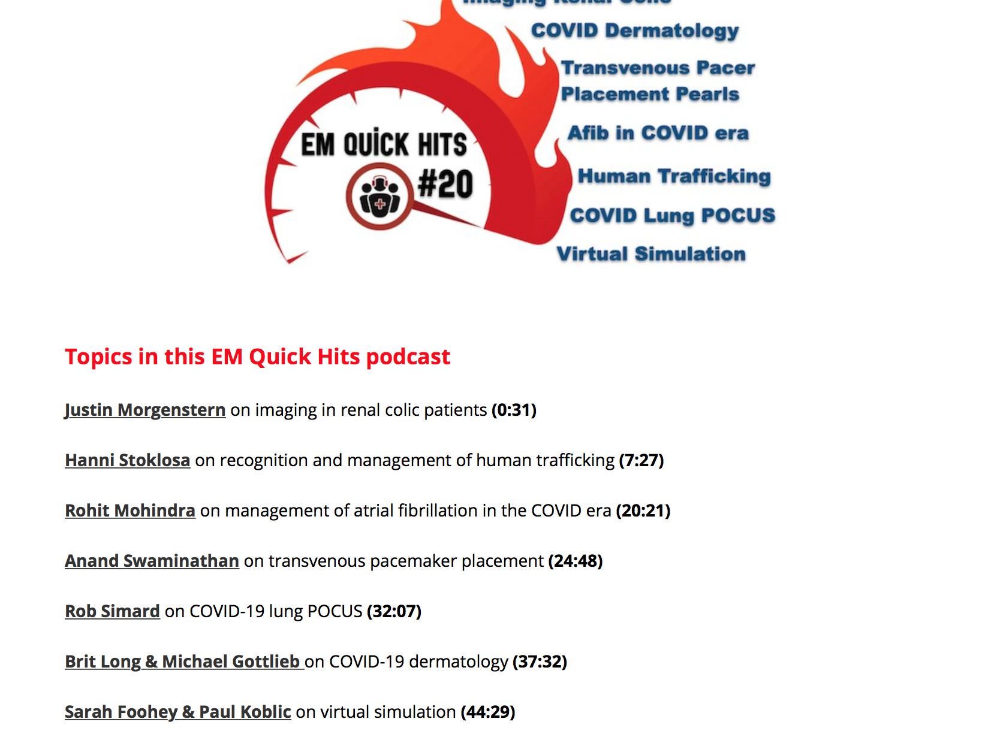 Imaging Renal Colic
COVID Dermatology
Transvenous Pacer
Placement Pearls
Afib in COVID era
Human Trafficking
COVID Lung POCUS
Virtual Simulation
EM QUICK HITS
#20
Topics in this EM Quick Hits podcast
Justin Morgenstern on imaging in renal colic patients (0:31)
Hanni Stoklosa on recognition and management of human trafficking (7:27)
Rohit Mohindra on management of atrial fibrillation in the COVID era (20:21)
Anand Swaminathan on transvenous pacemaker placement (24:48)
Rob Simard on COVID-19 lung POCUS (32:07)
Brit Long & Michael Gottlieb on COVID-19 dermatology (37:32)
Sarah Foohey & Paul Koblic on virtual simulation (44:29)